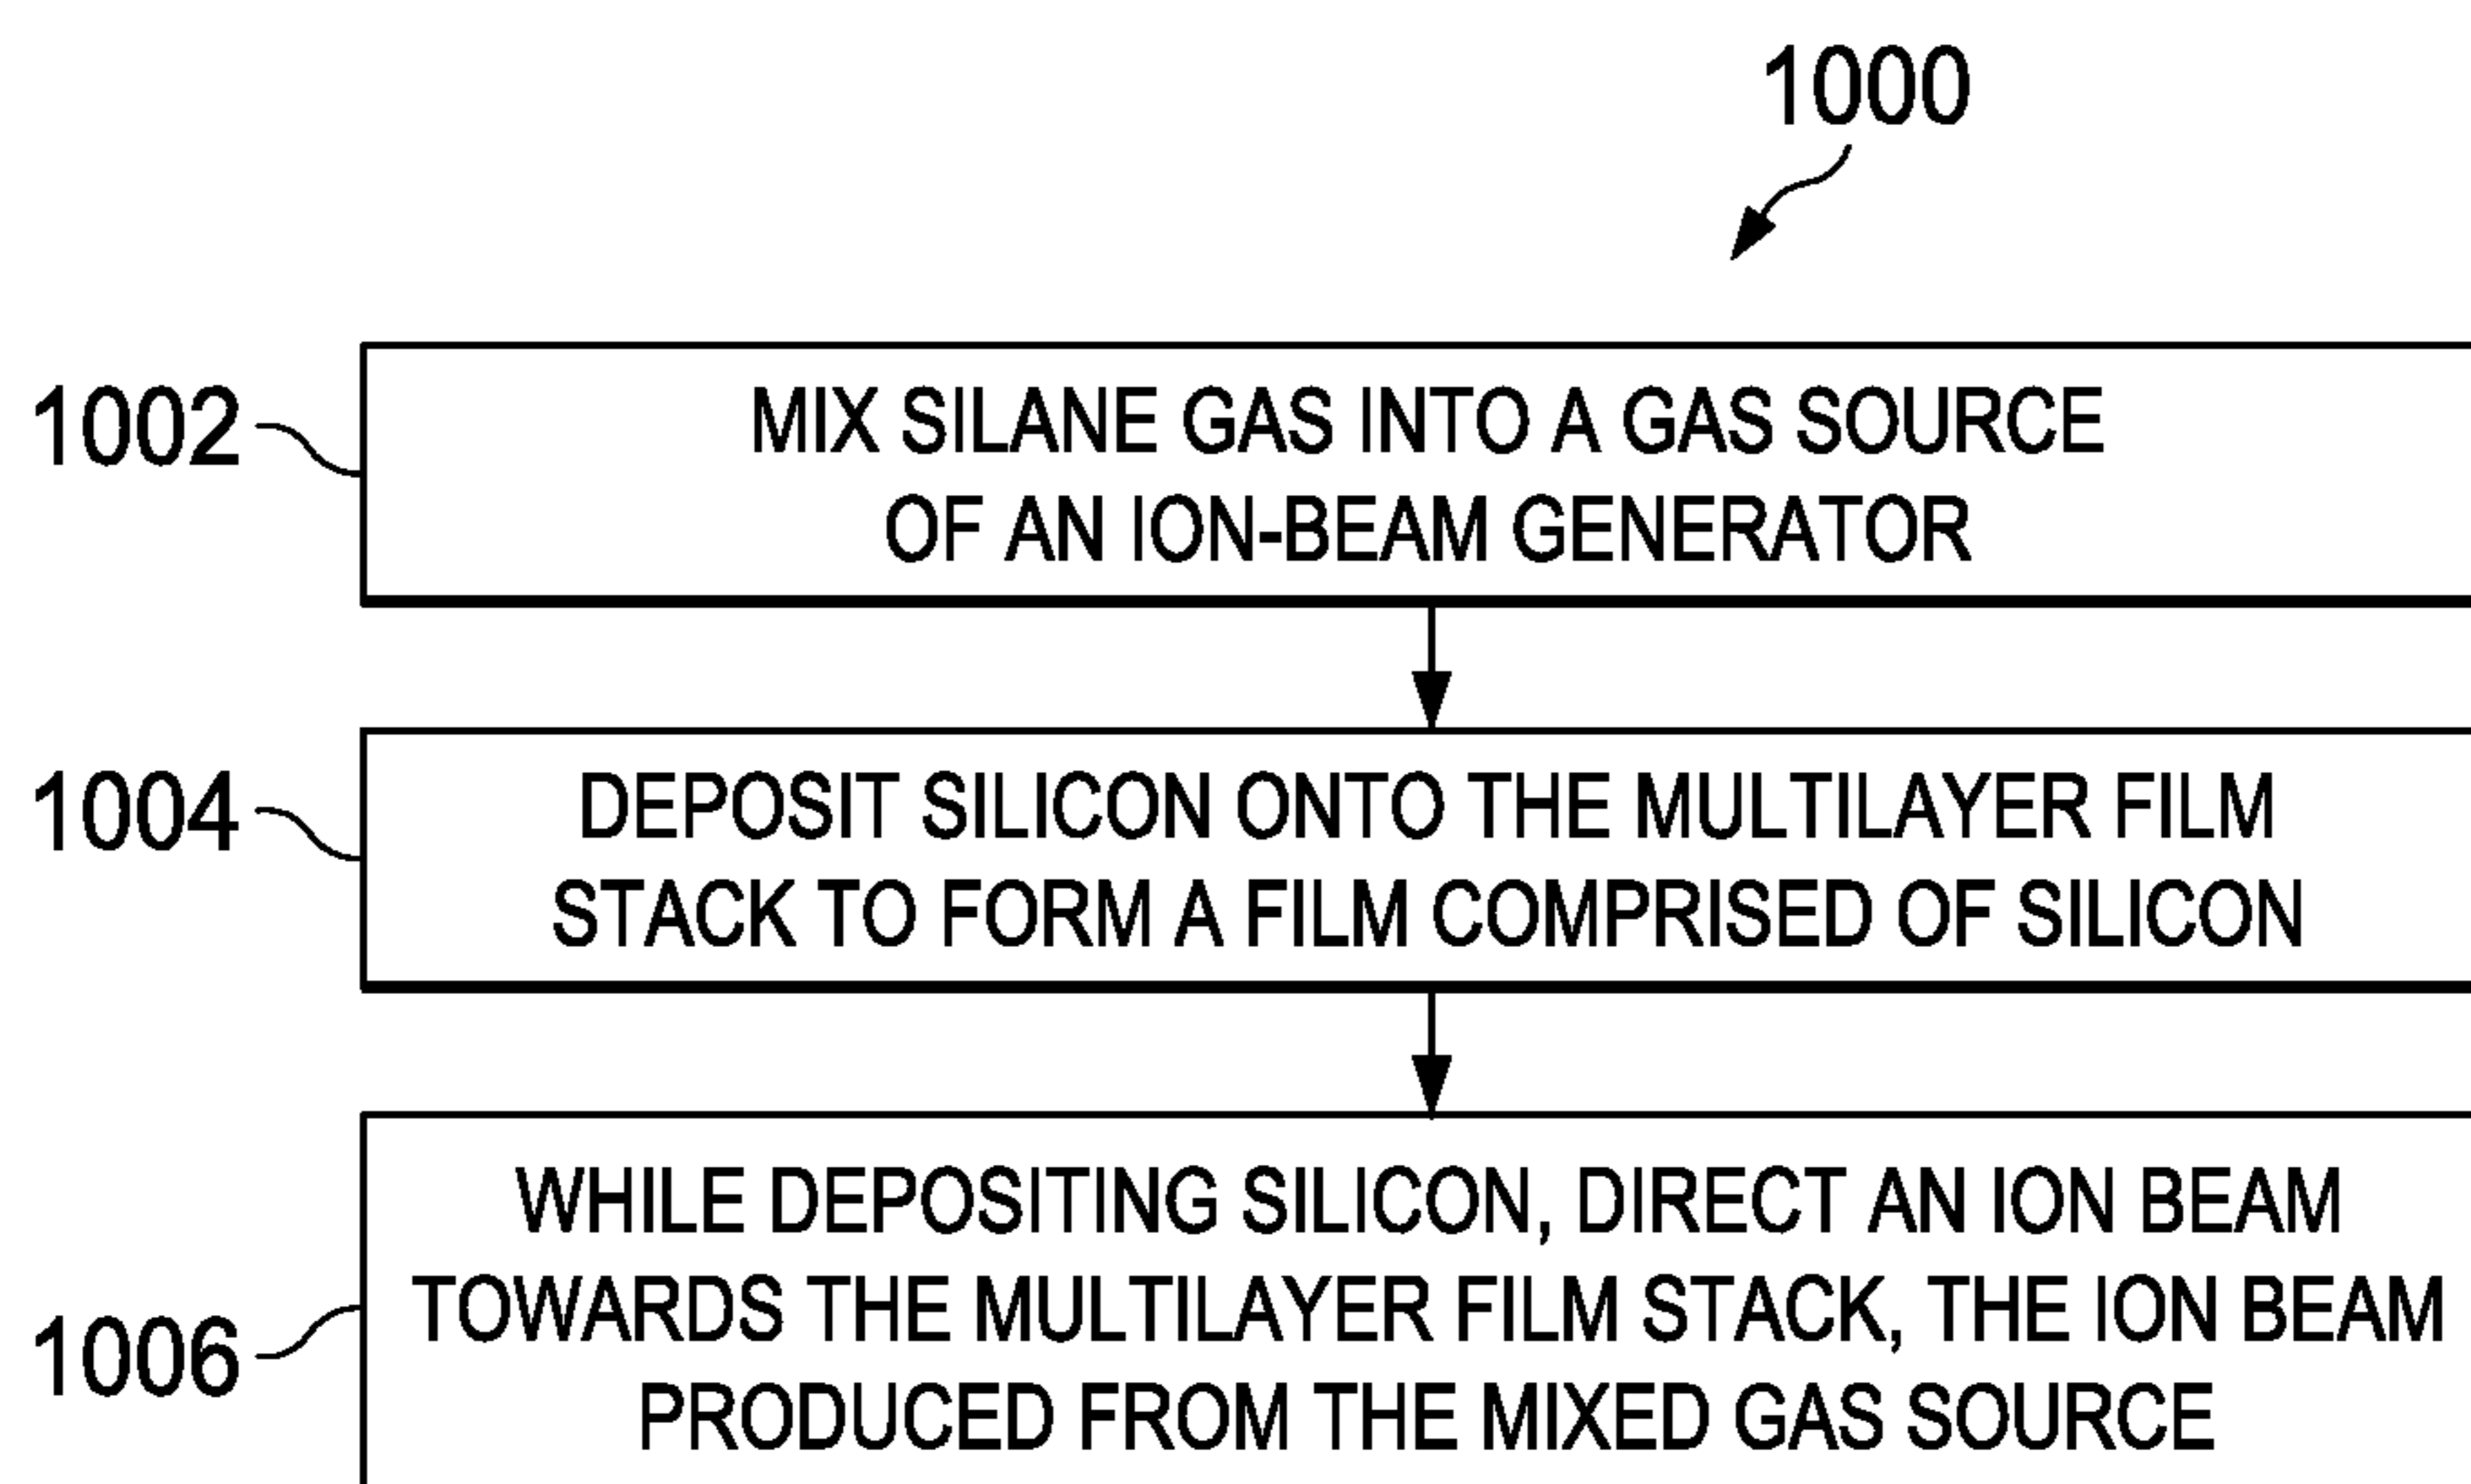 1000
1002
MIX SILANE GAS INTO A GAS SOURCE
OF AN ION-BEAM GENERATOR
1004
DEPOSIT SILICON ONTO THE MULTILAYER FILM
STACK TO FORM A FILM COMPRISED OF SILICON
1006
WHILE DEPOSITING SILICON, DIRECT AN ION BEAM
TOWARDS THE MULTILAYER FILM STACK, THE ION BEAM
PRODUCED FROM THE MIXED GAS SOURCE